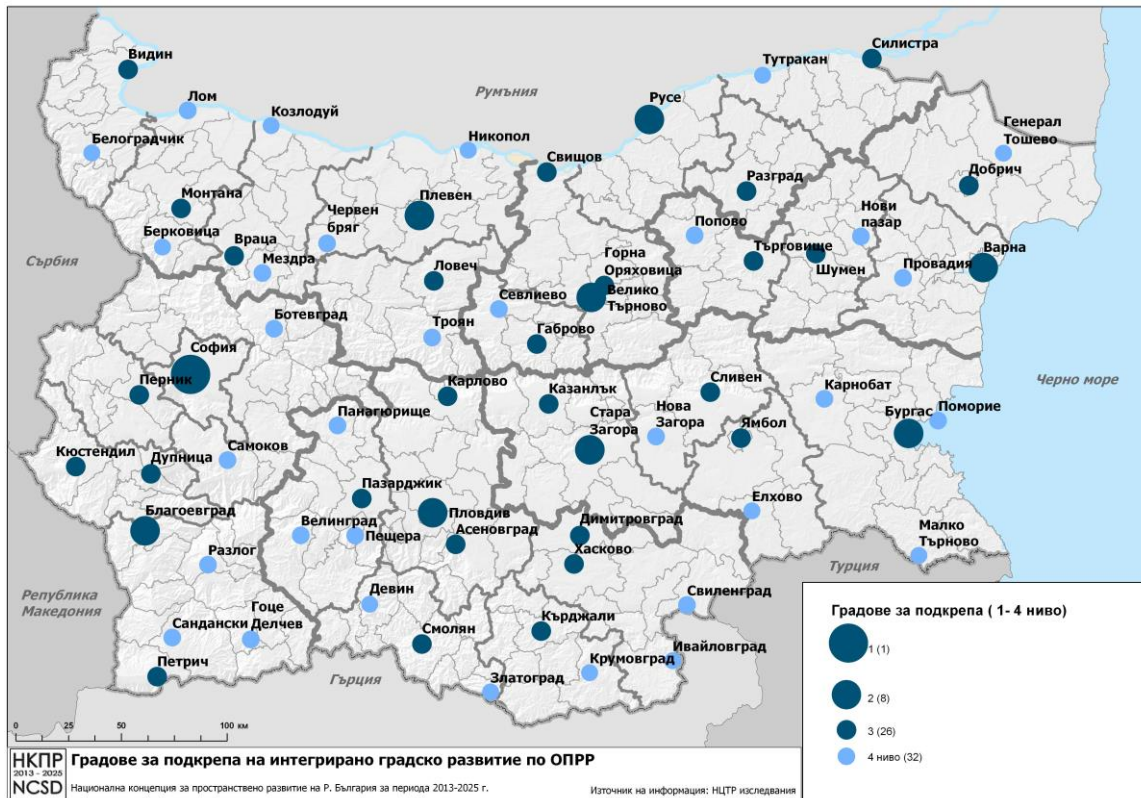 Видин
Силистра
Тутракан
Лом
Румъния
Русе
Козлодуй
Генерал
Тошево
Белоградчик
Никопол
Свищов
Разград
Добрич
Монтана
Плевен
Нови
пазар
Червен
бряг
Попово
Берковица
Враца
Търговище
Варна
Сърбия
Мездра
Ловеч
Горна
Оряховица
Шумен
Провадия
Велико
Търново
Севлиево
Ботевград
Троян
Габрово
София
Перник
Карлово
Казанлък
Сливен
Карнобат
Черно море
Панагюрище
Стара
Загора
Нова
Загора
Ямбол
Бургас
Поморие
Кюстендил
Дупница
Самоков
Пазарджик
Елхово
Благоевград
Пловдив
Асеновград
Димитровград
Велинград
Пещера
Малко
Търново
Разлог
Хасково
Турция
Република
Македония
Девин
Свиленград
Гоце
Делчев
Сандански
Смолян
Кърджали
Ивайловград
Петрич
Гърция
Златоград
Крумовград
0 25 50 100 км
Градове за подкрепа ( 1- 4 ниво)
1 (1)
2 (8)
3 (26)
4 ниво (32)
НКПР
2013 - 2025
NCSD
Градове за подкрепа на интегрирано градско развитие по ОПРР
Национална концепция за пространствено развитие на Р. България за периода 2013-2025 г.
Източник на информация: НЦТР изследвания